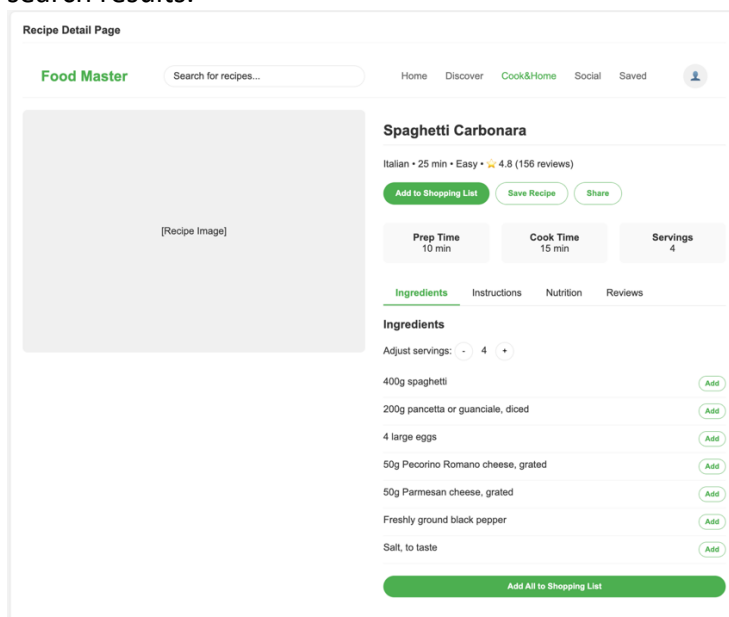 search results.
Recipe Detail Page
Food Master
Search for recipes...
Home Discover Cook&Home Social Saved
[Recipe Image]
Spaghetti Carbonara
Italian • 25 min • Easy • ⭐ 4.8 (156 reviews)
Add to Shopping List Save Recipe Share
Prep Time Cook Time Servings
10 min 15 min 4
Ingredients Instructions Nutrition Reviews
Ingredients
Adjust servings: - 4 +
400g spaghetti Add
200g pancetta or guanciale, diced Add
4 large eggs Add
50g Pecorino Romano cheese, grated Add
50g Parmesan cheese, grated Add
Freshly ground black pepper Add
Salt, to taste Add
Add All to Shopping List